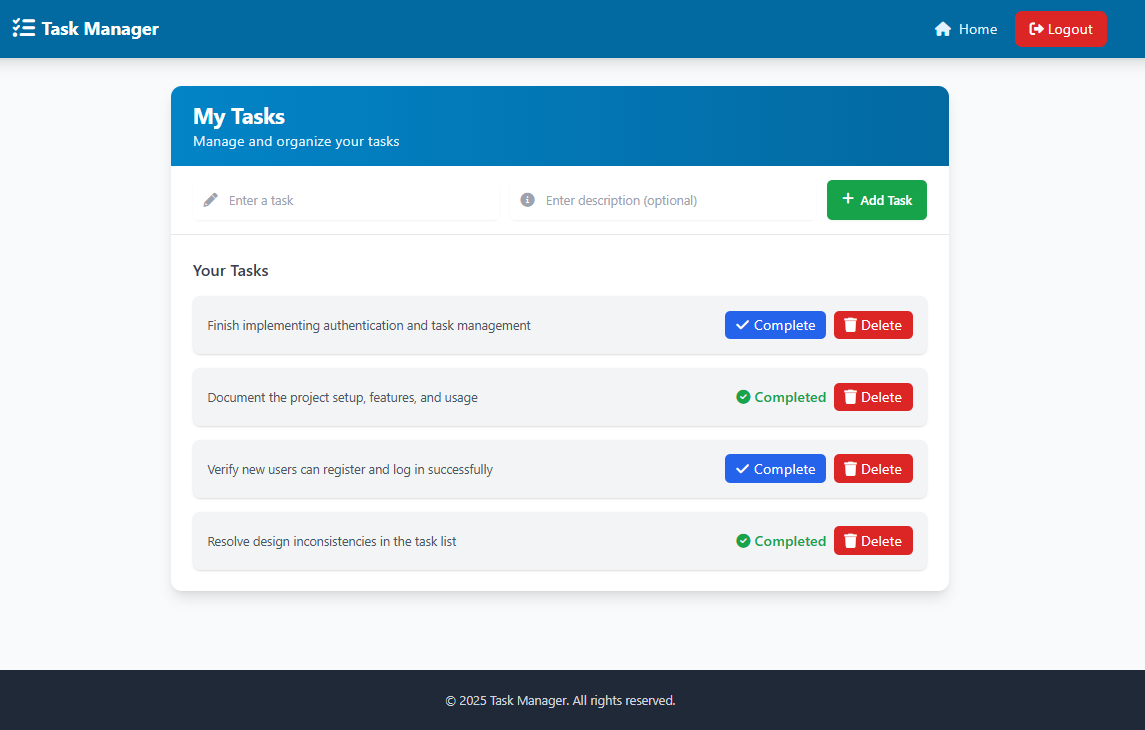 Task Manager
Home
Logout
My Tasks
Manage and organize your tasks
Enter a task
Enter description (optional)
+ Add Task
Your Tasks
Finish implementing authentication and task management
Complete
Delete
Document the project setup, features, and usage
Completed
Delete
Verify new users can register and log in successfully
Complete
Delete
Resolve design inconsistencies in the task list
Completed
Delete
© 2025 Task Manager. All rights reserved.